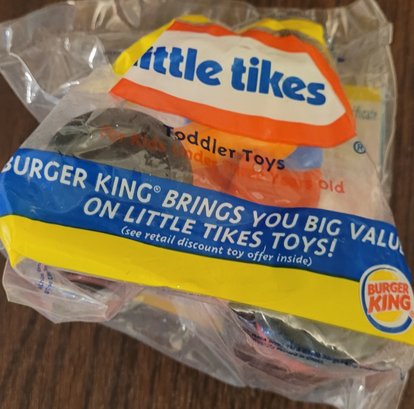 little tikes
®
Toddler Toys
old
BURGER KING® BRINGS YOU BIG VALU
ON LITTLE TIKES TOYS!
(see retail discount toy offer inside)
BURGER
KING